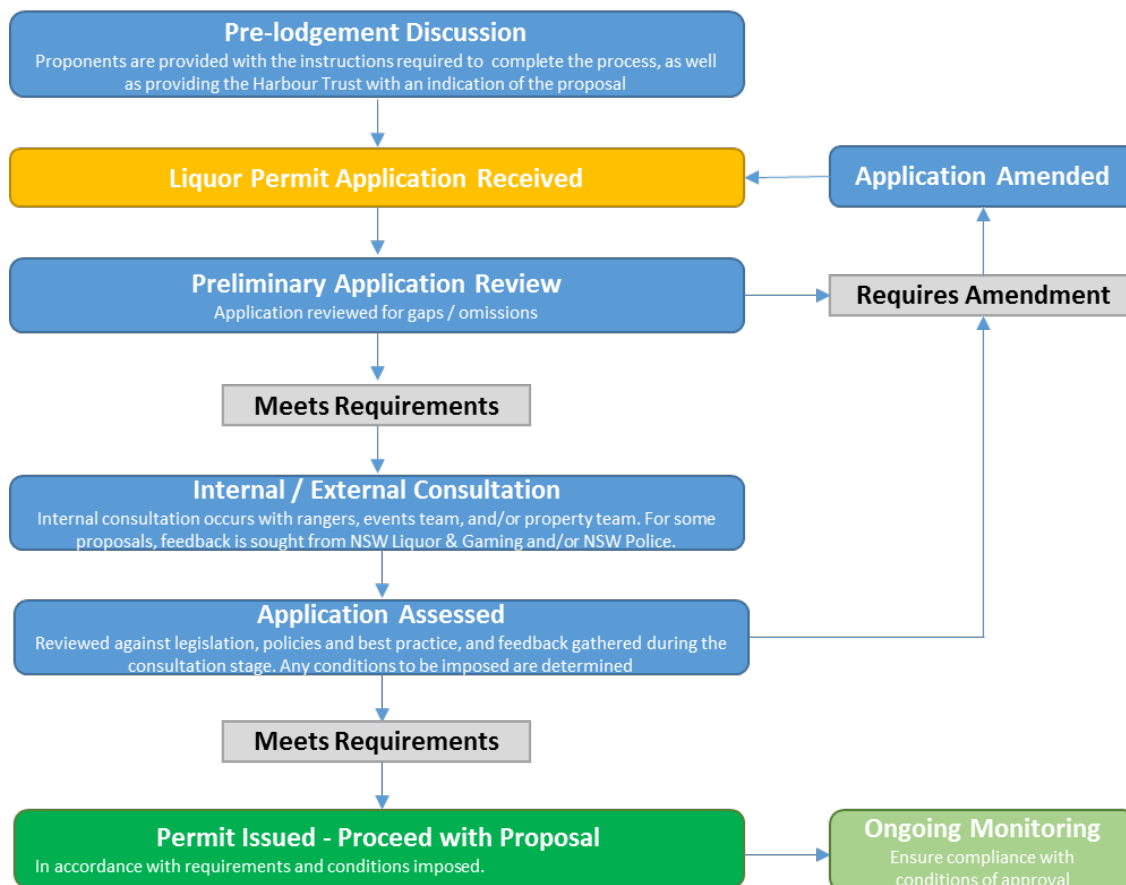 Pre-lodgement Discussion
Proponents are provided with the instructions required to complete the process, as well
as providing the Harbour Trust with an indication of the proposal
Liquor Permit Application Received
Application Amended
Preliminary Application Review
Application reviewed for gaps / omissions
Requires Amendment
Meets Requirements
Internal / External Consultation
Internal consultation occurs with rangers, events team, and/or property team. For some
proposals, feedback is sought from NSW Liquor & Gaming and/or NSW Police.
Application Assessed
Reviewed against legislation, policies and best practice, and feedback gathered during the
consultation stage. Any conditions to be imposed are determined
Meets Requirements
Permit Issued - Proceed with Proposal
In accordance with requirements and conditions imposed.
Ongoing Monitoring
Ensure compliance with
conditions of approval